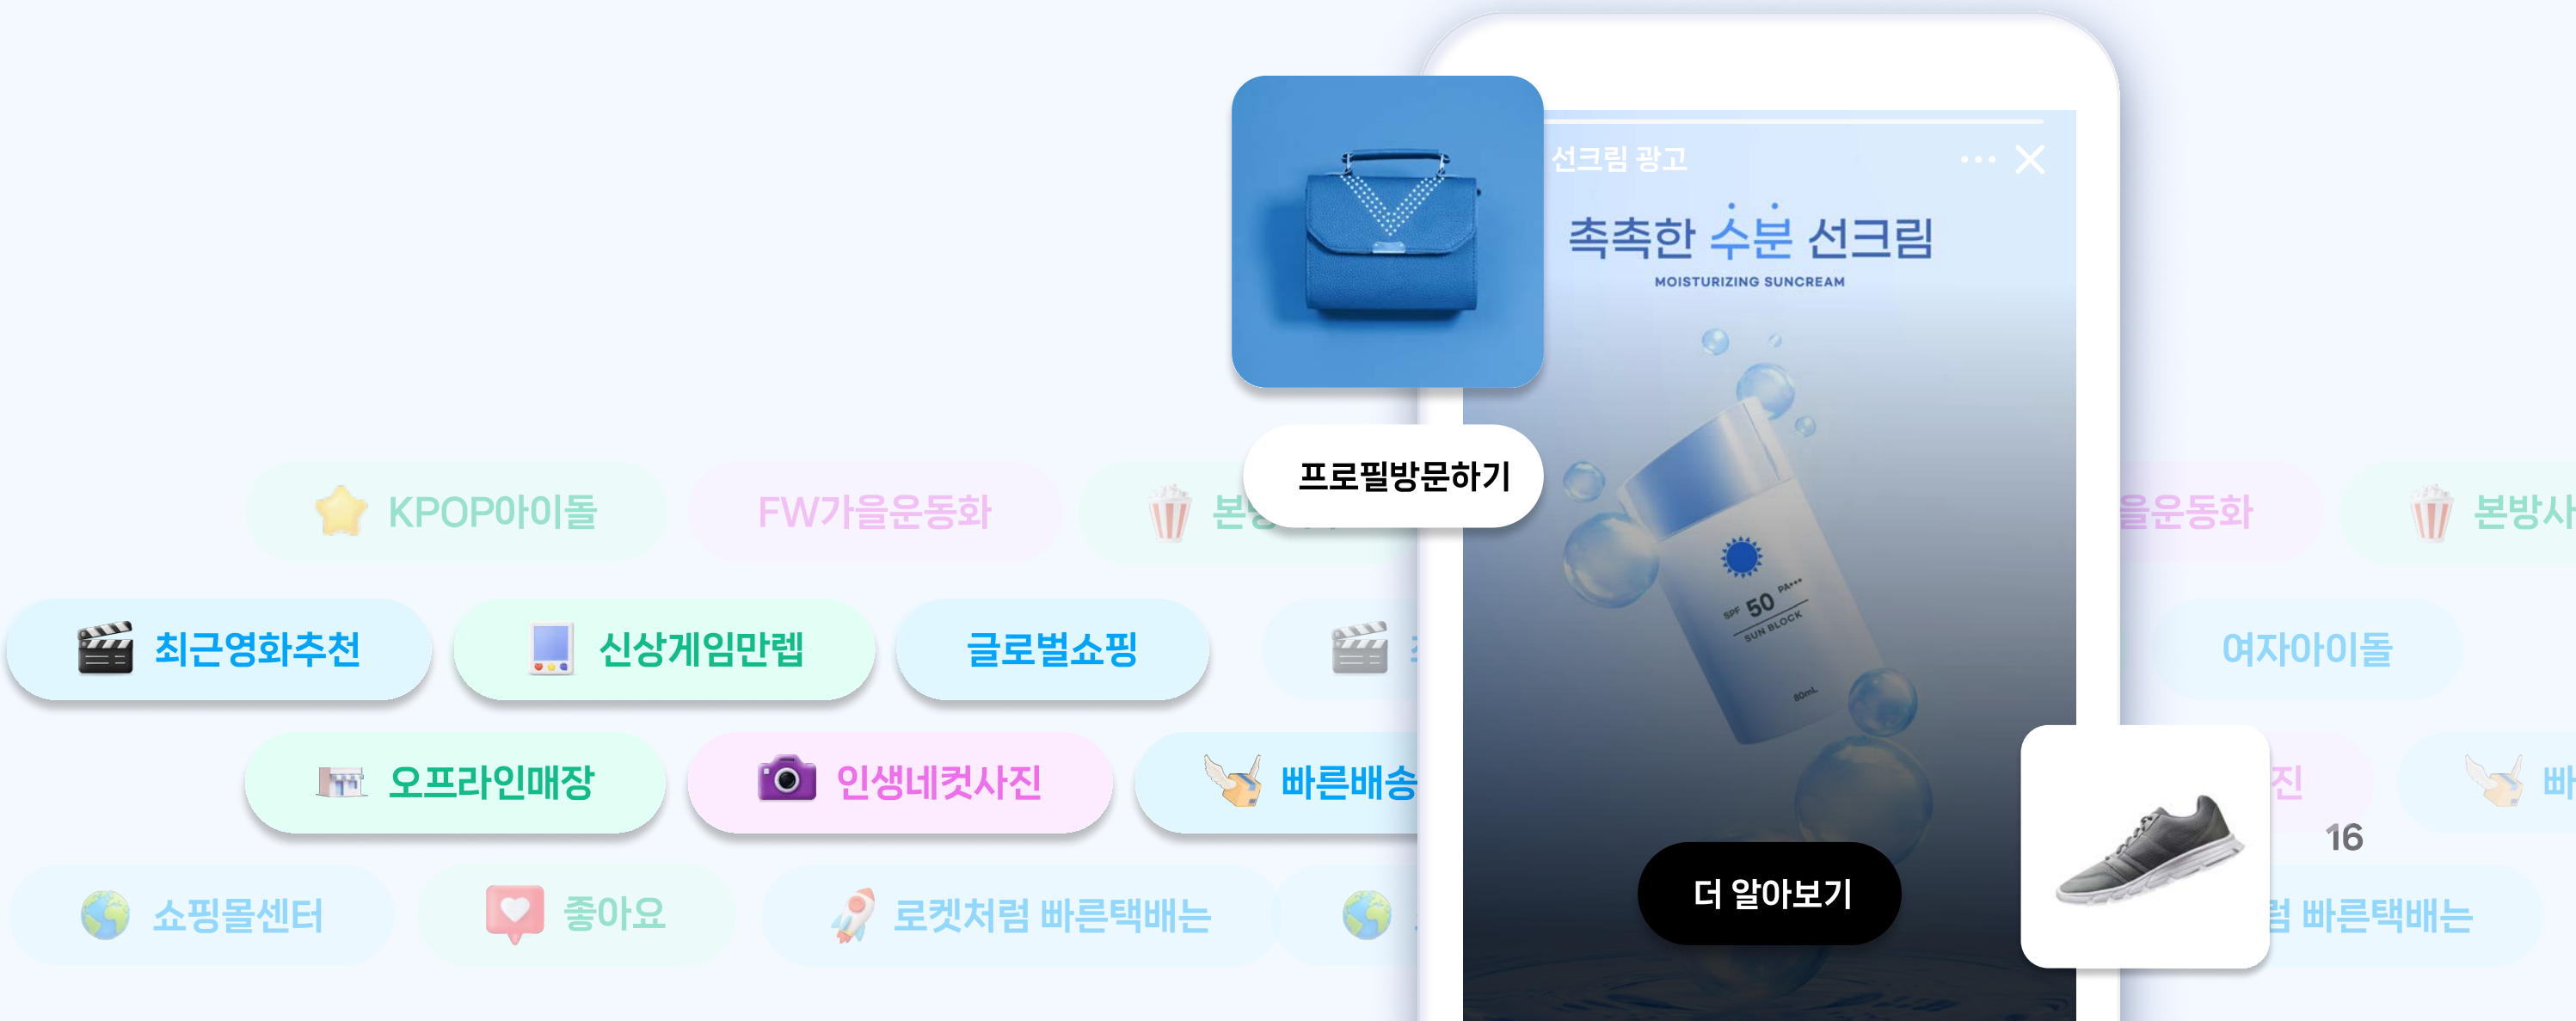 선크림 광고
촉촉한 수분 선크림
MOISTURIZING SUNCREAM
프로필방문하기
KPOP아이돌
FW가을운동화
을운동화
본방사
SPF 50 PA+++
SUN BLOCK
최근영화추천
신상게임만렙
글로벌쇼핑
여자아이돌
80mL
오프라인매장
인생네컷사진
빠른배송
진
빠
16
더 알아보기
쇼핑몰센터
좋아요
로켓처럼 빠른택배는
럼 빠른택배는